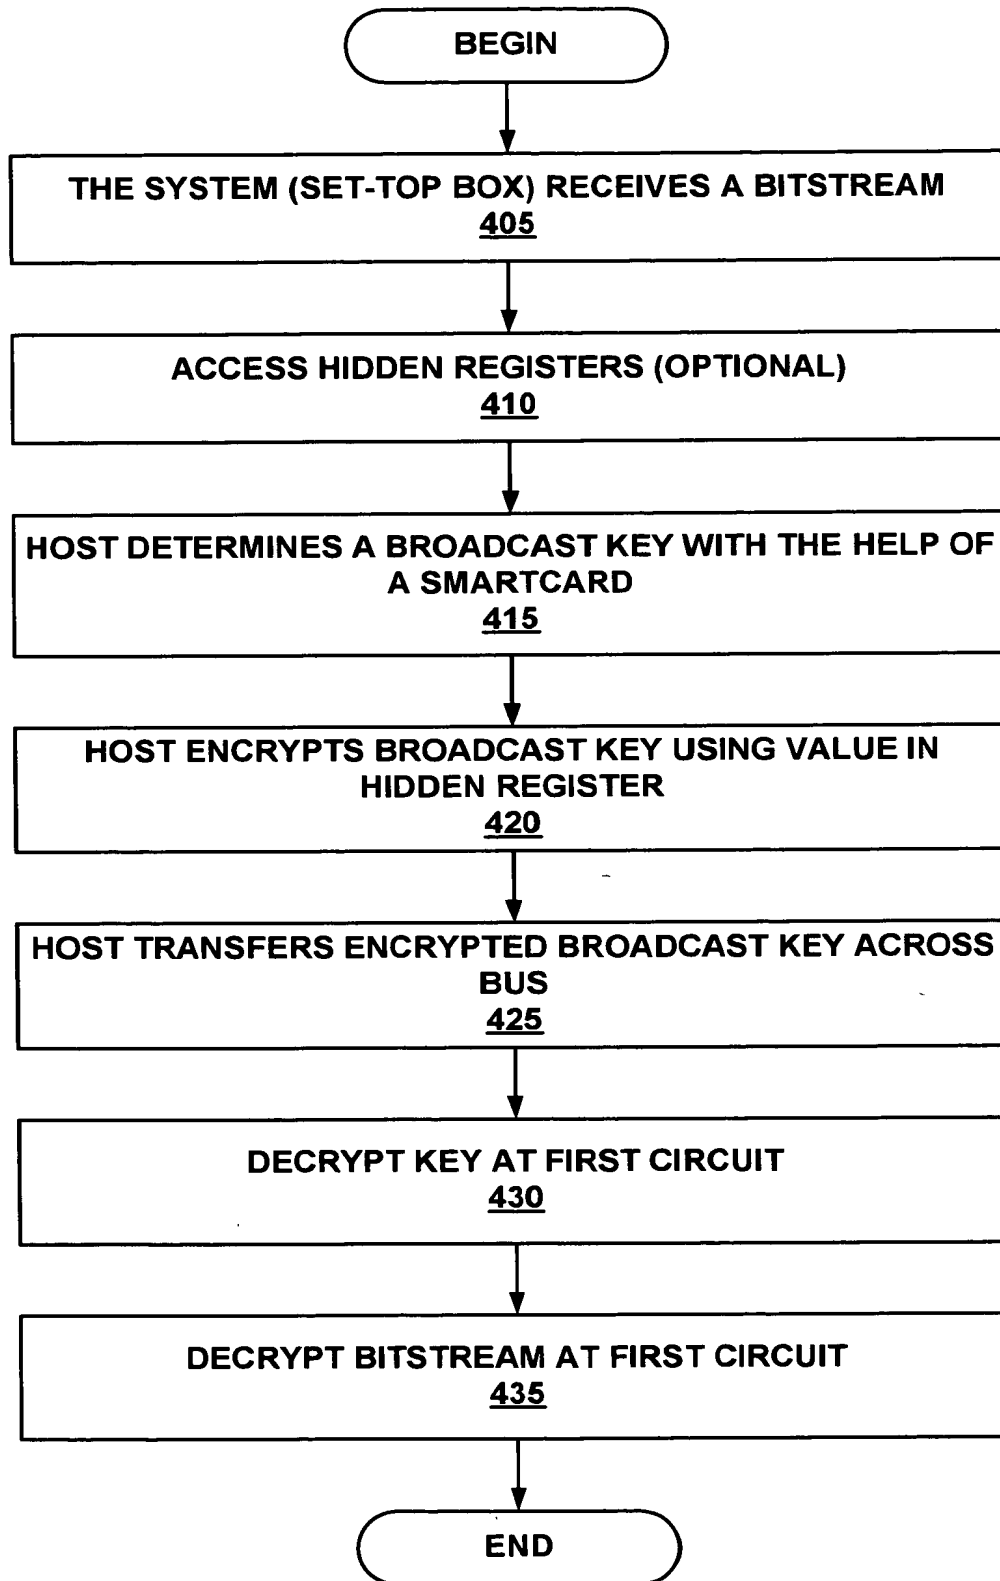 BEGIN
THE SYSTEM (SET-TOP BOX) RECEIVES A BITSTREAM
405
ACCESS HIDDEN REGISTERS (OPTIONAL)
410
HOST DETERMINES A BROADCAST KEY WITH THE HELP OF
A SMARTCARD
415
HOST ENCRYPTS BROADCAST KEY USING VALUE IN
HIDDEN REGISTER
420
HOST TRANSFERS ENCRYPTED BROADCAST KEY ACROSS
BUS
425
DECRYPT KEY AT FIRST CIRCUIT
430
DECRYPT BITSTREAM AT FIRST CIRCUIT
435
END